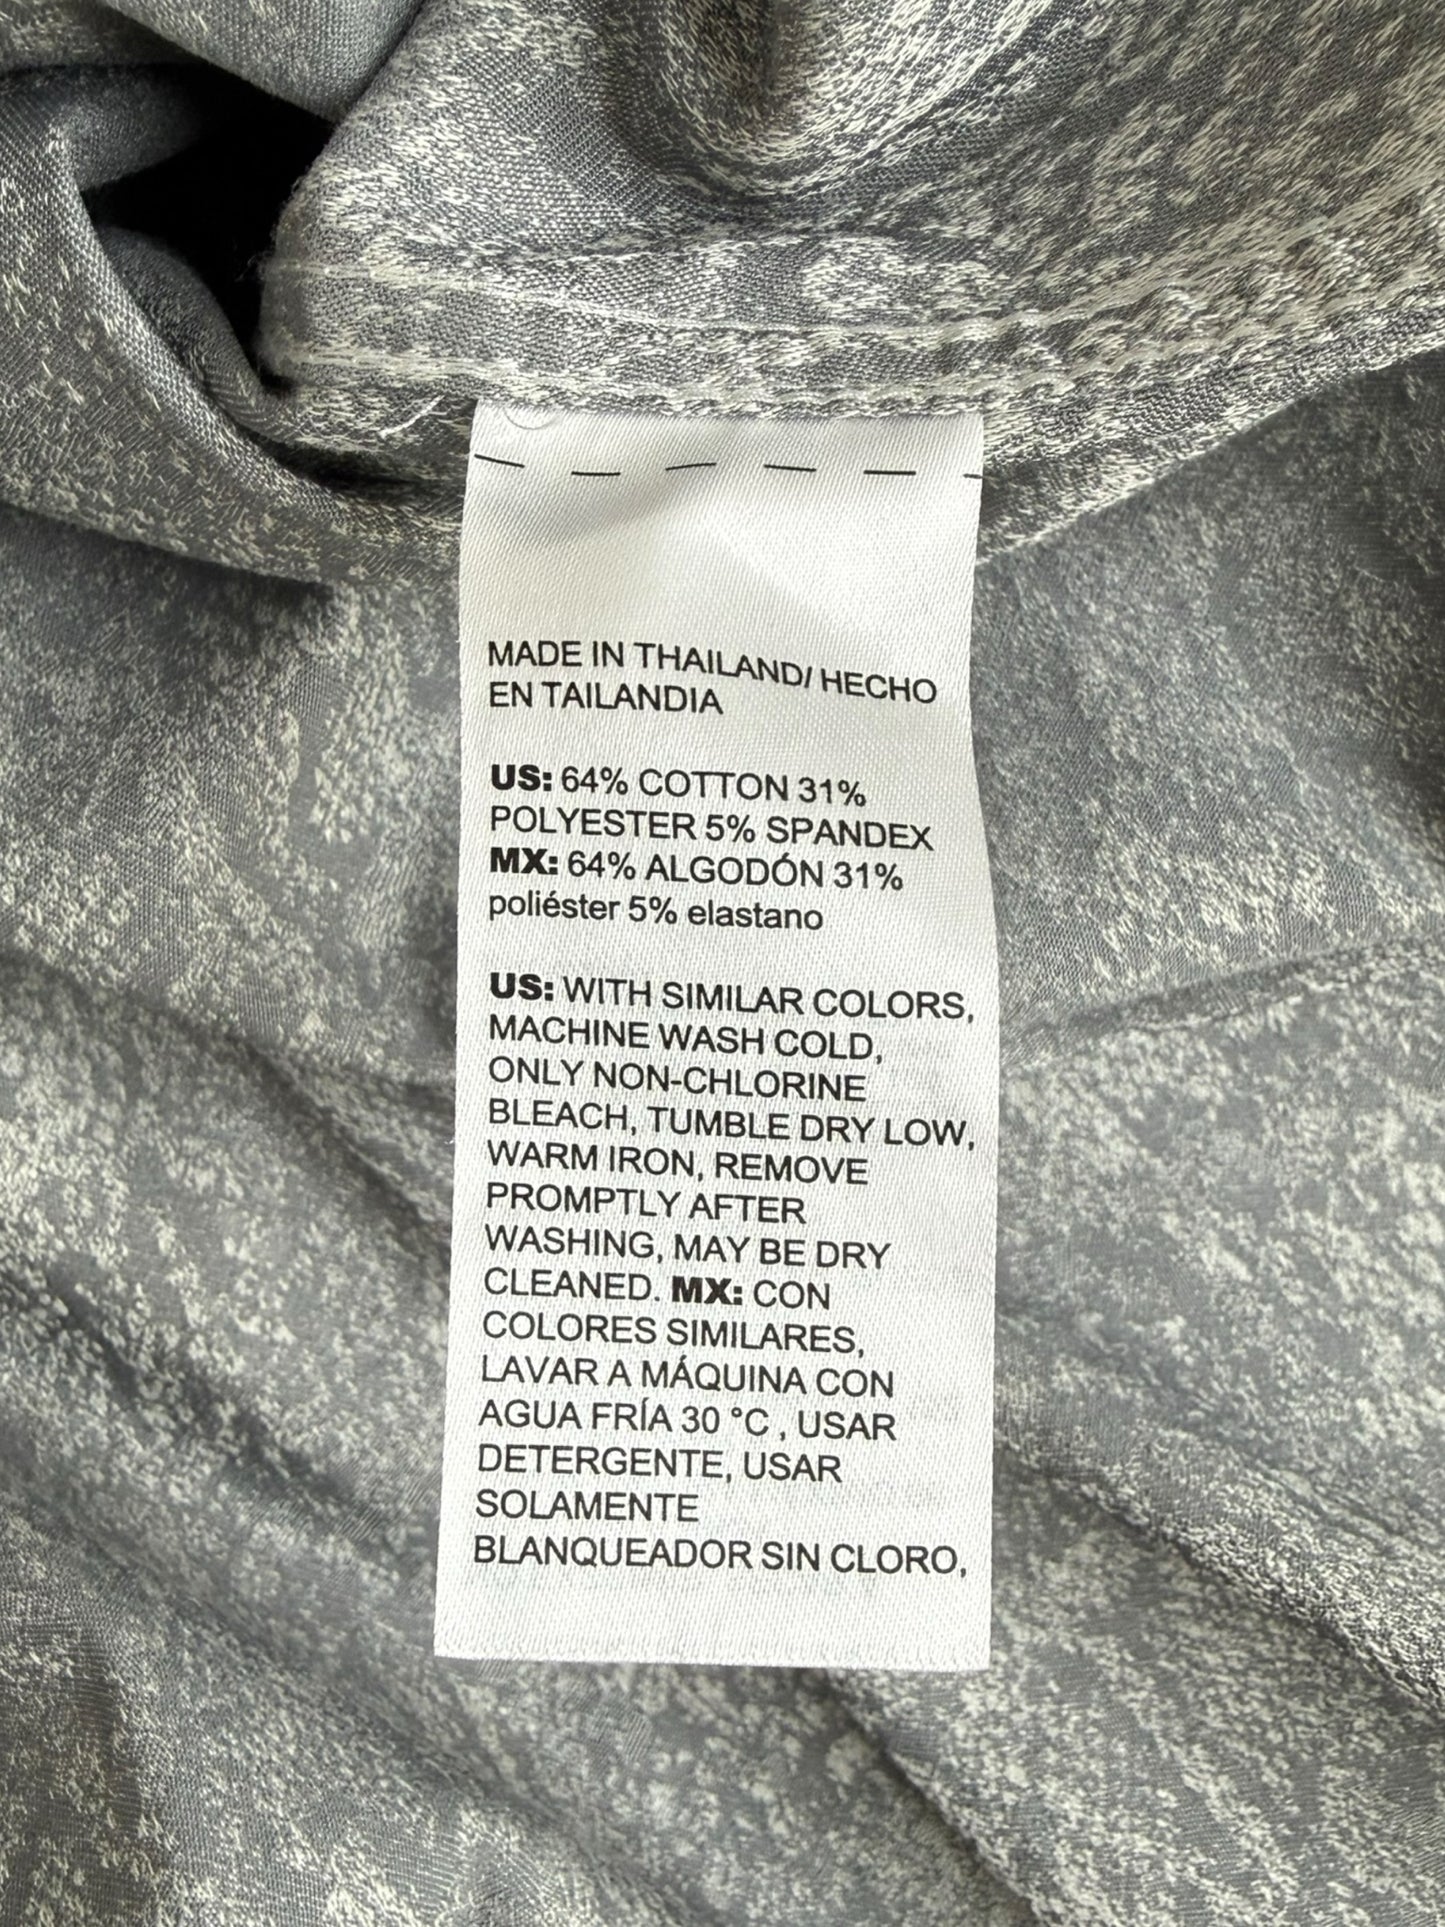 MADE IN THAILAND/ HECHO
EN TAILANDIA
US: 64% COTTON 31%
POLYESTER 5% SPANDEX
MX: 64% ALGODÓN 31%
poliéster 5% elastano
US: WITH SIMILAR COLORS,
MACHINE WASH COLD,
ONLY NON-CHLORINE
BLEACH, TUMBLE DRY LOW,
WARM IRON, REMOVE
PROMPTLY AFTER
WASHING, MAY BE DRY
CLEANED. MX: CON
COLORES SIMILARES,
LAVAR A MÁQUINA CON
AGUA FRÍA 30 °C , USAR
DETERGENTE, USAR
SOLAMENTE
BLANQUEADOR SIN CLORO,